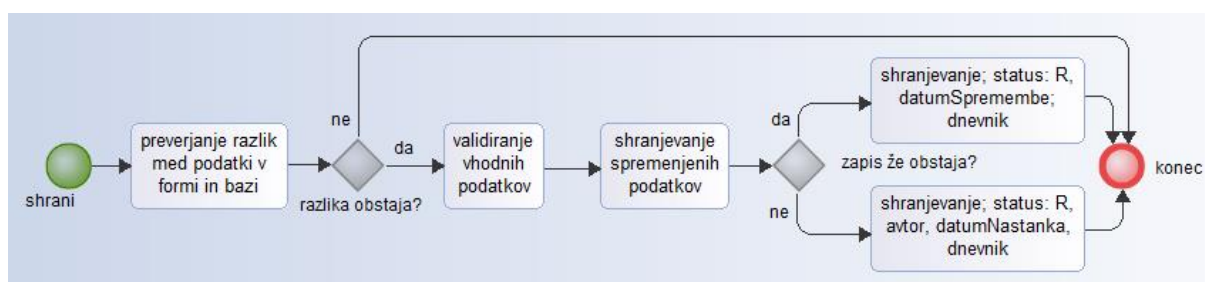 shrani
preverjanje razlik
med podatki v
formi in bazi
ne
da
razlika obstaja?
validiranje
vhodnih
podatkov
shranjevanje
spremenjenih
podatkov
da
zapis že obstaja?
ne
shranjevanje; status: R,
datumSpremembe;
dnevnik
shranjevanje; status: R,
avtor, datumNastanka,
dnevnik
konec